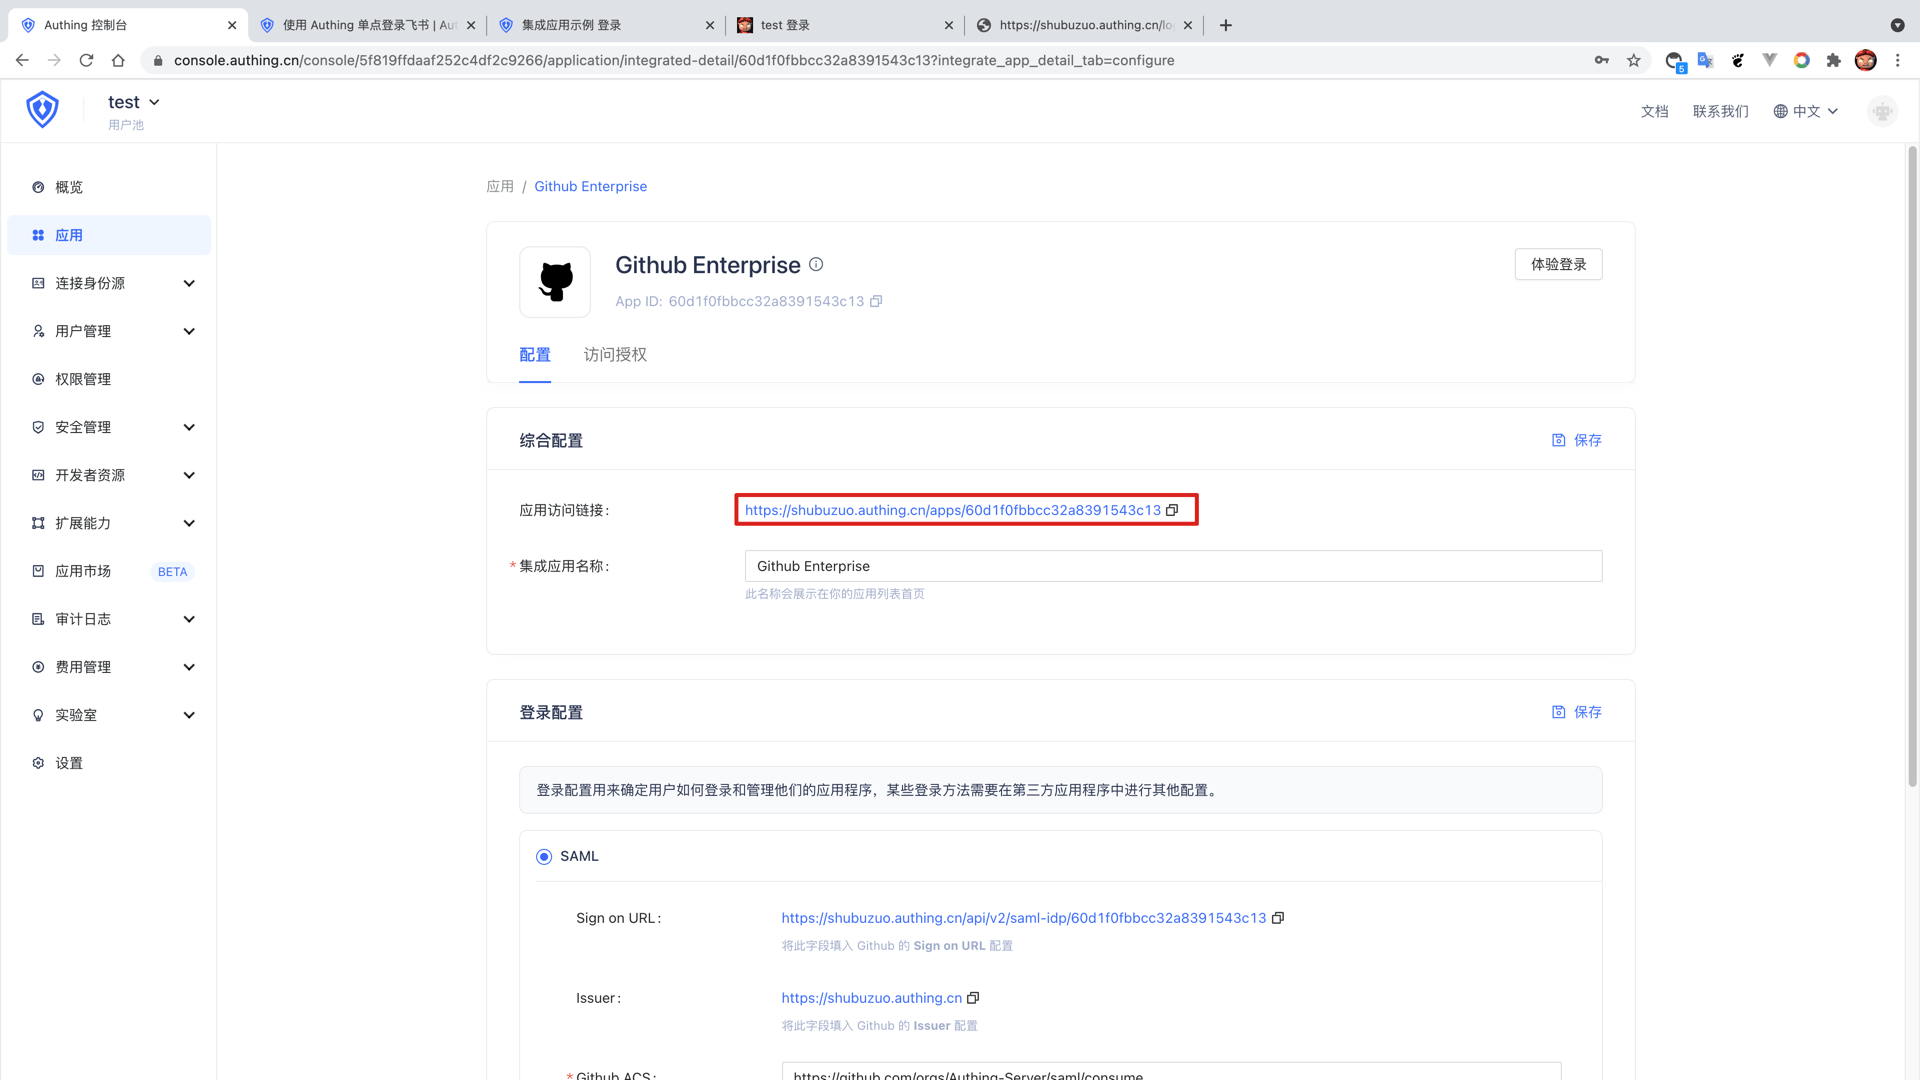 Authing 控制台
使用 Authing 单点登录飞书 | Aut
集成应用示例 登录
test 登录
https://shubuzuo.authing.cn/lo
console.authing.cn/console/5f819ffdaaf252c4df2c9266/application/integrated-detail/60d1f0fbbcc32a8391543c13?integrate_app_detail_tab=configure
5
test
用户池
文档
联系我们
中文
概览
应用
连接身份源
用户管理
权限管理
安全管理
开发者资源
扩展能力
应用市场 BETA
审计日志
费用管理
实验室
设置
应用 / Github Enterprise
Github Enterprise
App ID: 60d1f0fbbcc32a8391543c13
体验登录
配置
访问授权
综合配置
保存
应用访问链接:
https://shubuzuo.authing.cn/apps/60d1f0fbbcc32a8391543c13
* 集成应用名称:
Github Enterprise
此名称会展示在你的应用列表首页
登录配置
保存
登录配置用来确定用户如何登录和管理他们的应用程序，某些登录方法需要在第三方应用程序中进行其他配置。
SAML
Sign on URL:
https://shubuzuo.authing.cn/api/v2/saml-idp/60d1f0fbbcc32a8391543c13
将此字段填入 Github 的 Sign on URL 配置
Issuer:
https://shubuzuo.authing.cn
将此字段填入 Github 的 Issuer 配置
* Github ACS:
https://github.com/orgs/Authing-Server/saml/consume